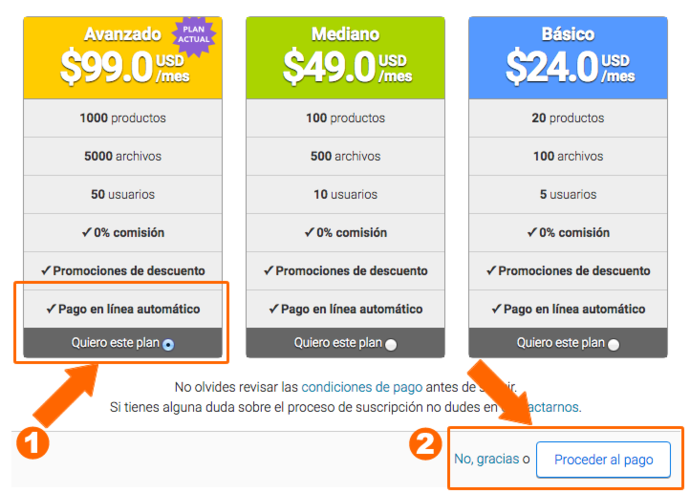 Avanzado
PLAN ACTUAL
$99.0 USD /mes
1000 productos
5000 archivos
50 usuarios
✓0% comisión
✓Promociones de descuento
✓Pago en línea automático
Quiero este plan
Mediano
$49.0 USD /mes
100 productos
500 archivos
10 usuarios
✓0% comisión
✓Promociones de descuento
✓Pago en línea automático
Quiero este plan
Básico
$24.0 USD /mes
20 productos
100 archivos
5 usuarios
✓0% comisión
✓Promociones de descuento
✓Pago en línea automático
Quiero este plan
No olvides revisar las condiciones de pago antes de
Si tienes alguna duda sobre el proceso de suscripción no dudes en
1
2
No, gracias o Proceder al pago